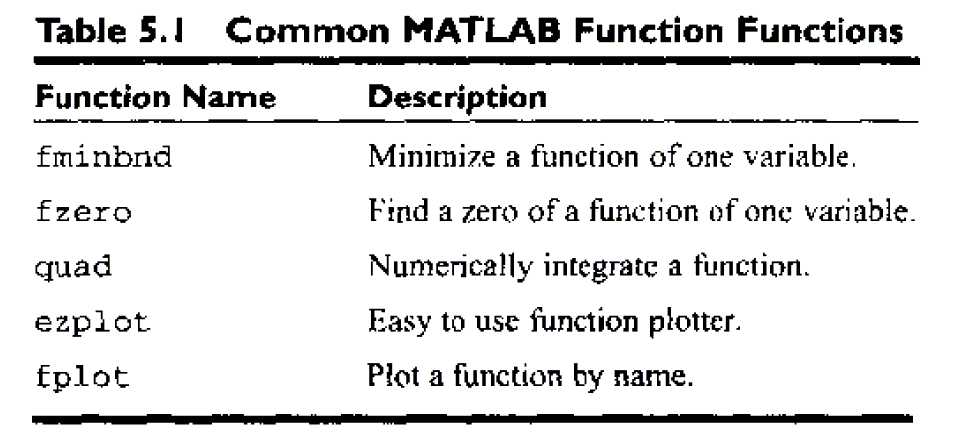 Table 5.1 Common MATLAB Function Functions
Function Name Description
fminbnd Minimize a function of one variable.
fzero Find a zero of a function of one variable.
quad Numerically integrate a function.
ezplot Easy to use function plotter.
fplot Plot a function by name.